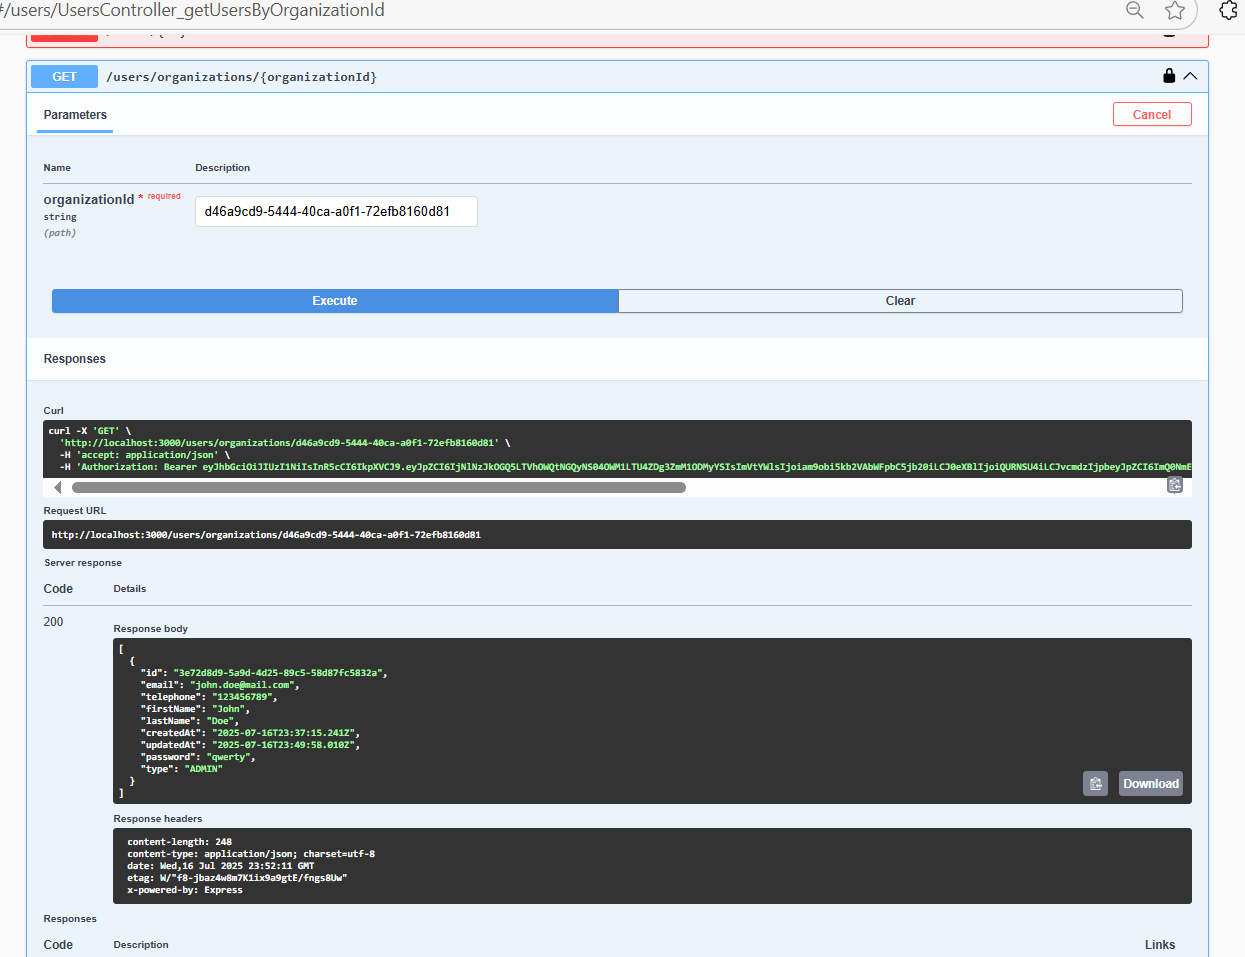 #/users/UsersController_getUsersByOrganizationId
GET /users/organizations/{organizationId}
Parameters
Cancel
Name Description
organizationId * required
string
(path)
d46a9cd9-5444-40ca-a0f1-72efb8160d81
Execute Clear
Responses
Curl
curl -X 'GET' \
'http://localhost:3000/users/organizations/d46a9cd9-5444-40ca-a0f1-72efb8160d81' \
-H 'accept: application/json' \
-H 'Authorization: Bearer
Request URL
http://localhost:3000/users/organizations/d46a9cd9-5444-40ca-a0f1-72efb8160d81
Server response
Code Details
200
Response body
[
{
"id": "3e72d8d9-5a9d-4d25-89c5-58d87fc5832a",
"email": "john.doe@mail.com",
"telephone": "123456789",
"firstName": "John",
"lastName": "Doe",
"createdAt": "2025-07-16T23:37:15.241Z",
"updatedAt": "2025-07-16T23:49:58.010Z",
"password": "qwerty",
"type": "ADMIN"
}
]
Download
Response headers
content-length: 248
content-type: application/json; charset=utf-8
date: Wed,16 Jul 2025 23:52:11 GMT
etag: W/"f8-jbaz4w8m7K1ix9a9gtE/fngs8Uw"
x-powered-by: Express
Responses
Code Description Links